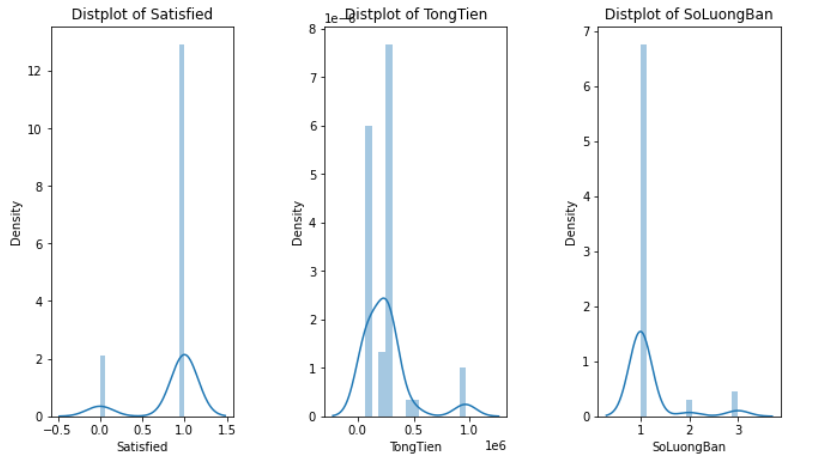 Distplot of Satisfied
12
10
8
6
4
2
0
Density
-0.5 0.0 0.5 1.0 1.5
Satisfied
1e-6 Distplot of TongTien
8
7
6
5
4
3
2
1
0
Density
0.0 0.5 1.0
1e6
TongTien
Distplot of SoLuongBan
7
6
5
4
3
2
1
0
Density
1 2 3
SoLuongBan